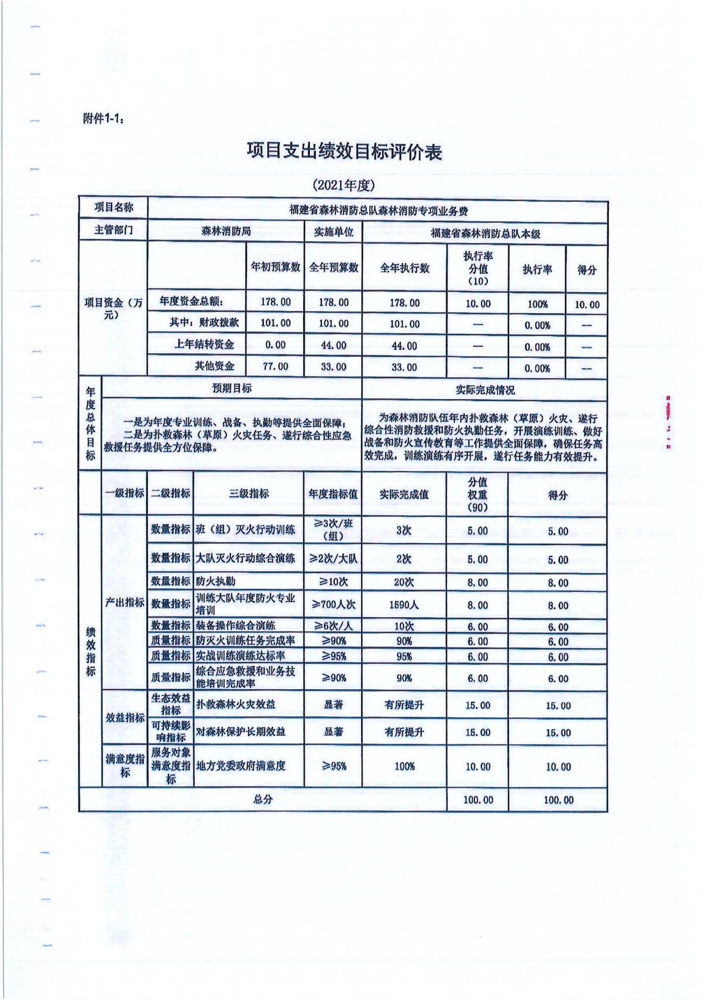 附件1-1：
项目支出绩效目标评价表
（2021年度）
项目名称 福建省森林消防总队森林消防专项业务费
主管部门 森林消防局 实施单位 福建省森林消防总队本级
项目资金（万元） 年初预算数 全年预算数 全年执行数 执行率分值（10） 执行率 得分
年度资金总额： 178.00 178.00 178.00 10.00 100% 10.00
其中：财政拨款 101.00 101.00 101.00 — 0.00% —
上年结转资金 0.00 44.00 44.00 — 0.00% —
其他资金 77.00 33.00 33.00 — 0.00% —
年度总体目标 预期目标 实际完成情况
一是为年度专业训练、战备、执勤等提供全面保障；
二是为扑救森林（草原）火灾任务、遂行综合性应急
救援任务提供全方位保障。
为森林消防队伍年内扑救森林（草原）火灾、遂行
综合性消防救援和防火执勤任务，开展演练训练、做好
战备和防火宣传教育等工作提供全面保障，确保任务高
效完成，训练演练有序开展，遂行任务能力有效提升。
绩效指标 一级指标 二级指标 三级指标 年度指标值 实际完成值 分值权重（90） 得分
产出指标 数量指标 班（组）灭火行动训练 ≥3次/班（组） 3次 5.00 5.00
数量指标 大队灭火行动综合演练 ≥2次/大队 2次 5.00 5.00
数量指标 防火执勤 ≥10次 20次 8.00 8.00
数量指标 训练大队年度防火专业培训 ≥700人次 1590人 8.00 8.00
数量指标 装备操作综合演练 ≥6次/人 10次 6.00 6.00
质量指标 防灭火训练任务完成率 ≥90% 90% 6.00 6.00
质量指标 实战训练演练达标率 ≥95% 95% 6.00 6.00
质量指标 综合应急救援和业务技能培训完成率 ≥90% 90% 6.00 6.00
效益指标 生态效益指标 扑救森林火灾效益 显著 有所提升 15.00 15.00
可持续影响指标 对森林保护长期效益 显著 有所提升 15.00 15.00
满意度指标 服务对象满意度指标 地方党委政府满意度 ≥95% 100% 10.00 10.00
总分 100.00 100.00